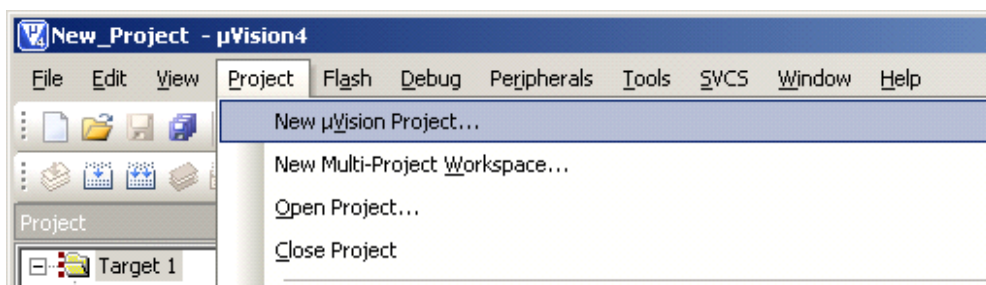 New_Project - µVision4
File Edit View Project Flash Debug Peripherals Tools SVCS Window Help
New µVision Project...
New Multi-Project Workspace...
Open Project...
Close Project
Project
Target 1